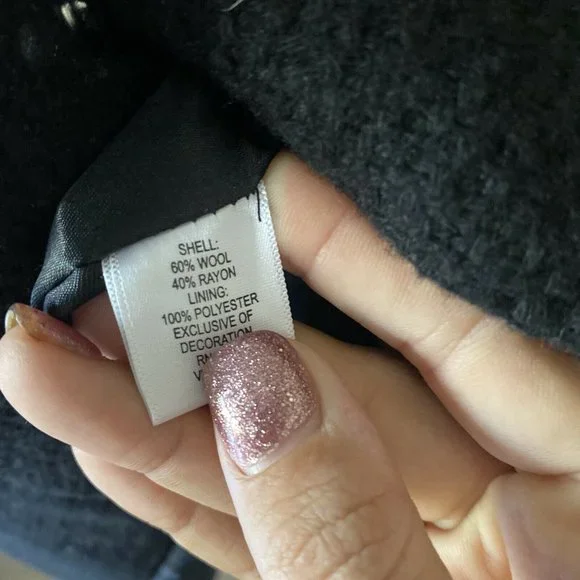 SHELL:
60% WOOL
40% RAYON
LINING:
100% POLYESTER
EXCLUSIVE OF
DECORATION